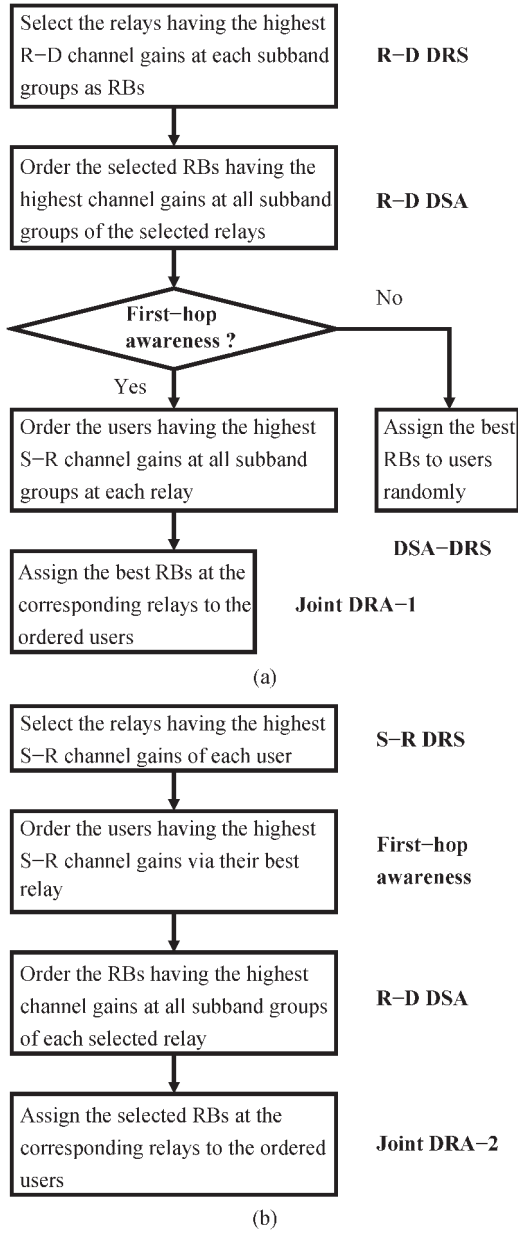 Select the relays having the highest
R−D channel gains at each subband
groups as RBs
R−D DRS
Order the selected RBs having the
highest channel gains at all subband
groups of the selected relays
R−D DSA
First−hop
awareness ?
No
Yes
Order the users having the highest
S−R channel gains at all subband
groups at each relay
Assign the best
RBs to users
randomly
DSA−DRS
Assign the best RBs at the
corresponding relays to the
ordered users
Joint DRA−1
(a)
Select the relays having the highest
S−R channel gains of each user
S−R DRS
Order the users having the highest
S−R channel gains via their best
relay
First−hop
awareness
Order the RBs having the highest
channel gains at all subband groups
of each selected relay
R−D DSA
Assign the selected RBs at the
corresponding relays to the ordered
users
Joint DRA−2
(b)